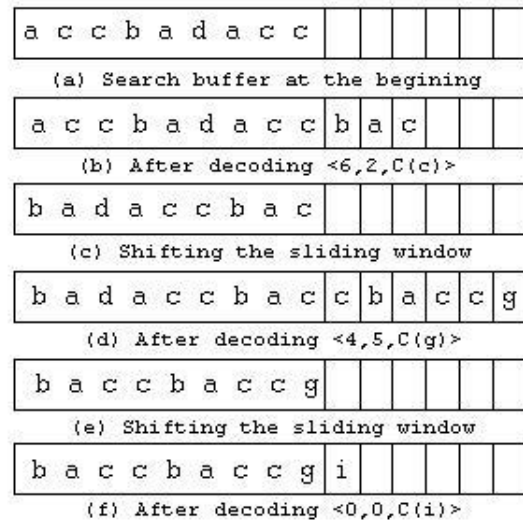 a c c b a d a c c
(a) Search buffer at the begining
a c c b a d a c c b a c
(b) After decoding <6,2,C(c)>
b a d a c c b a c
(c) Shifting the sliding window
b a d a c c b a c c b a c c g
(d) After decoding <4,5,C(g)>
b a c c b a c c g
(e) Shifting the sliding window
b a c c b a c c g i
(f) After decoding <0,0,C(i)>